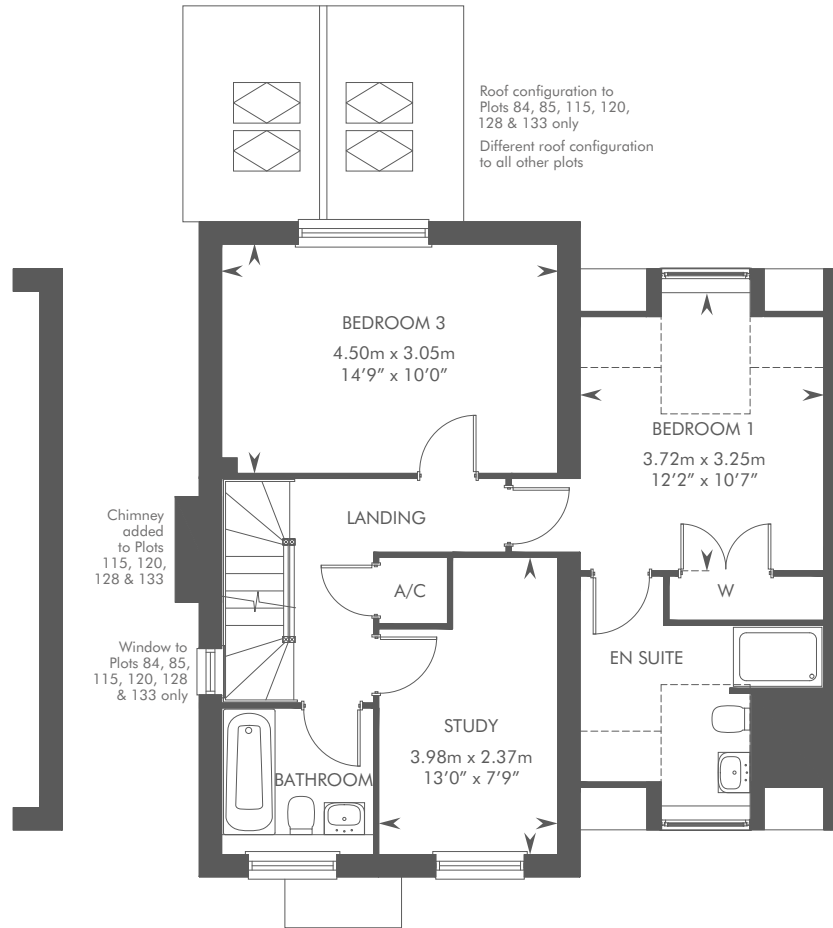 Roof configuration to
Plots 84, 85, 115, 120,
128 & 133 only
Different roof configuration
to all other plots
BEDROOM 3
4.50m x 3.05m
14’9” x 10’0”
BEDROOM 1
3.72m x 3.25m
12’2” x 10’7”
LANDING
Chimney
added
to Plots
115, 120,
128 & 133
A/C
W
Window to
Plots 84, 85,
115, 120, 128
& 133 only
EN SUITE
STUDY
3.98m x 2.37m
13’0” x 7’9”
BATHROOM